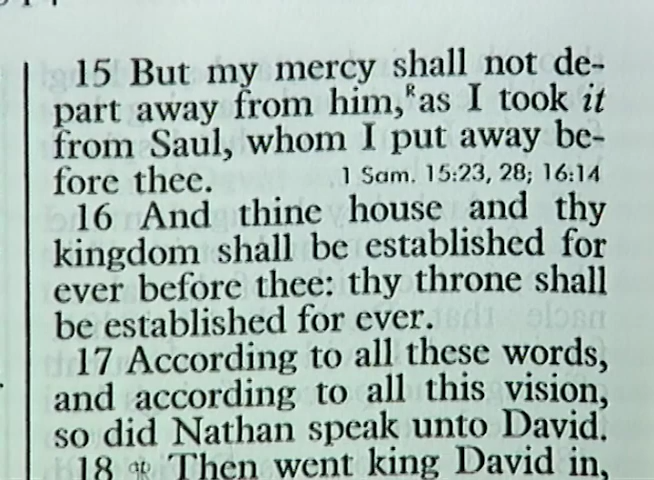 15 But my mercy shall not de-
part away from him,ᴿas I took it
from Saul, whom I put away be-
fore thee. 1 Sam. 15:23, 28; 16:14
16 And thine house and thy
kingdom shall be established for
ever before thee: thy throne shall
be established for ever.
17 According to all these words,
and according to all this vision,
so did Nathan speak unto David.
18 Then went king David in,